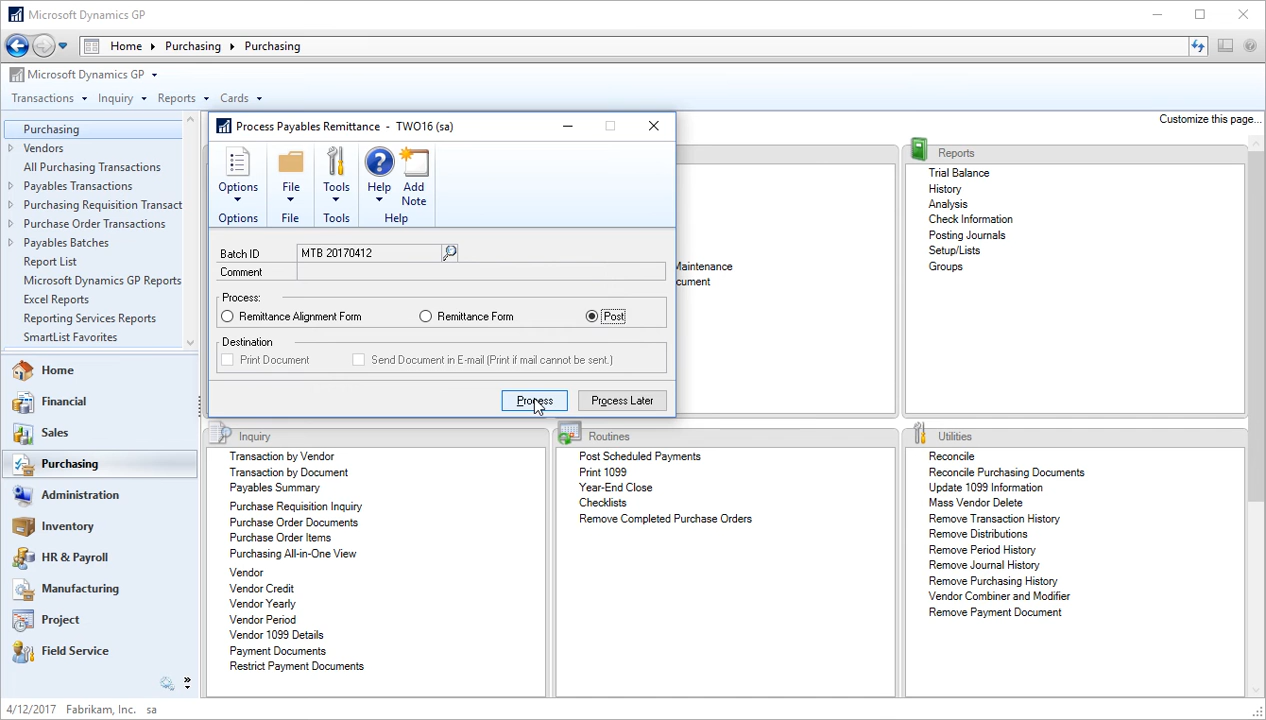 Microsoft Dynamics GP
Home Purchasing Purchasing
Microsoft Dynamics GP
Transactions Inquiry Reports Cards
Customize this page...
Purchasing
Vendors
All Purchasing Transactions
Payables Transactions
Purchasing Requisition Transact
Purchase Order Transactions
Payables Batches
Report List
Microsoft Dynamics GP Reports
Excel Reports
Reporting Services Reports
SmartList Favorites
Home
Financial
Sales
Purchasing
Administration
Inventory
HR & Payroll
Manufacturing
Project
Field Service
Process Payables Remittance - TWO16 (sa)
Options File Tools Help Add Note
Options File Tools Help
Batch ID MTB 20170412
Comment
Process:
Remittance Alignment Form Remittance Form Post
Destination
Print Document Send Document in E-mail (Print if mail cannot be sent.)
Process Process Later
Maintenance
cument
Reports
Trial Balance
History
Analysis
Check Information
Posting Journals
Setup/Lists
Groups
Inquiry
Transaction by Vendor
Transaction by Document
Payables Summary
Purchase Requisition Inquiry
Purchase Order Documents
Purchase Order Items
Purchasing All-in-One View
Vendor
Vendor Credit
Vendor Yearly
Vendor Period
Vendor 1099 Details
Payment Documents
Restrict Payment Documents
Routines
Post Scheduled Payments
Print 1099
Year-End Close
Checklists
Remove Completed Purchase Orders
Utilities
Reconcile
Reconcile Purchasing Documents
Update 1099 Information
Mass Vendor Delete
Remove Transaction History
Remove Distributions
Remove Period History
Remove Journal History
Remove Purchasing History
Vendor Combiner and Modifier
Remove Payment Document
4/12/2017 Fabrikam, Inc. sa